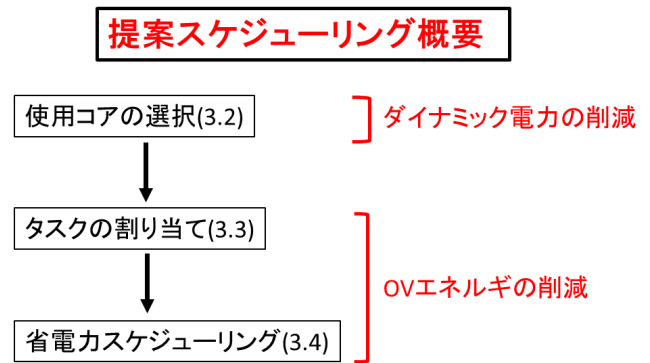 提案スケジューリング概要
使用コアの選択(3.2)
ダイナミック電力の削減
タスクの割り当て(3.3)
OVエネルギの削減
省電力スケジューリング(3.4)